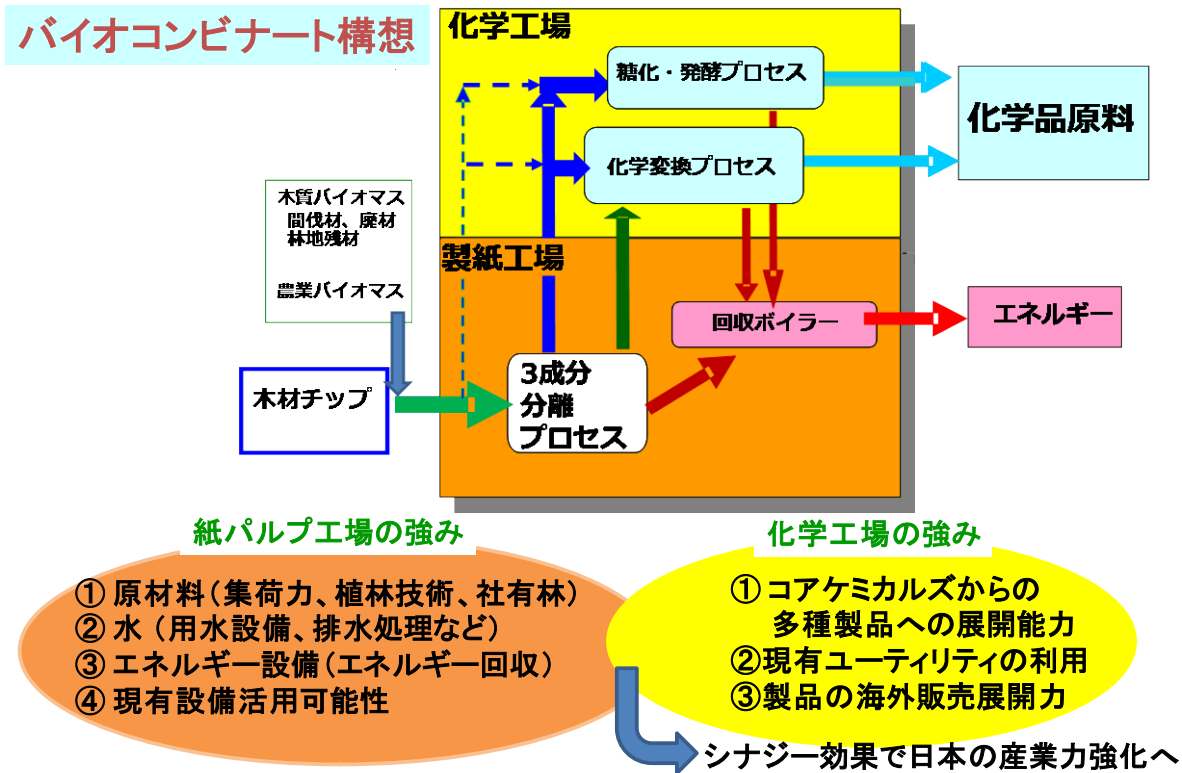 バイオコンビナート構想
化学工場
糖化・発酵プロセス
化学変換プロセス
化学品原料
木質バイオマス
間伐材、廃材
林地残材
農業バイオマス
製紙工場
回収ボイラー
エネルギー
木材チップ
3成分
分離
プロセス
紙パルプ工場の強み
① 原材料（集荷力、植林技術、社有林）
② 水 （用水設備、排水処理など）
③ エネルギー設備（エネルギー回収）
④ 現有設備活用可能性
化学工場の強み
① コアケミカルズからの
多種製品への展開能力
②現有ユーティリティの利用
③製品の海外販売展開力
シナジー効果で日本の産業力強化へ